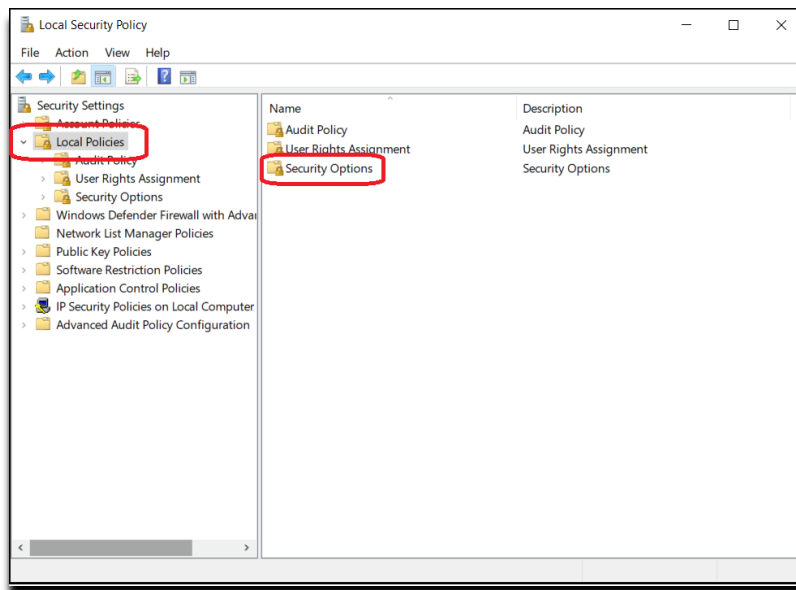 Local Security Policy
File Action View Help
Security Settings
Account Policies
Local Policies
Audit Policy
User Rights Assignment
Security Options
Windows Defender Firewall with Advan
Network List Manager Policies
Public Key Policies
Software Restriction Policies
Application Control Policies
IP Security Policies on Local Computer
Advanced Audit Policy Configuration
Name Description
Audit Policy Audit Policy
User Rights Assignment User Rights Assignment
Security Options Security Options